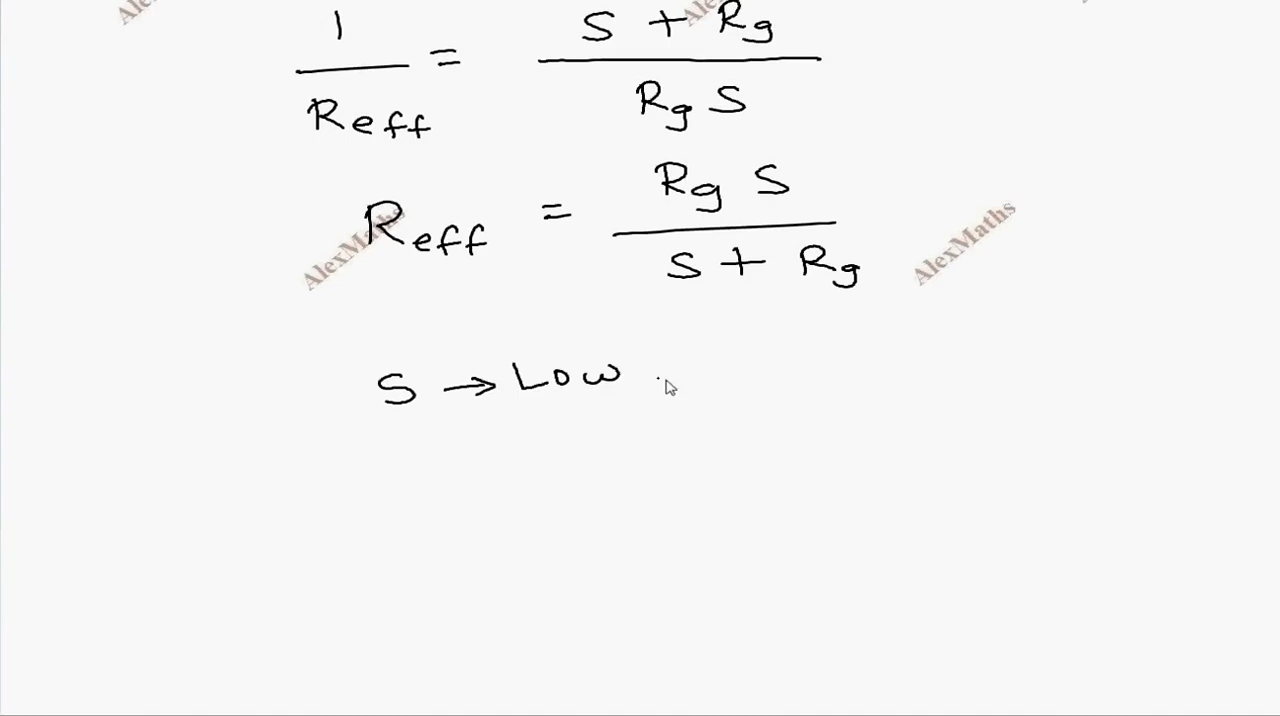 1 / Reff = S + Rg / Rg S
Reff = Rg S / S + Rg
S → Low
AlexMaths
AlexMaths